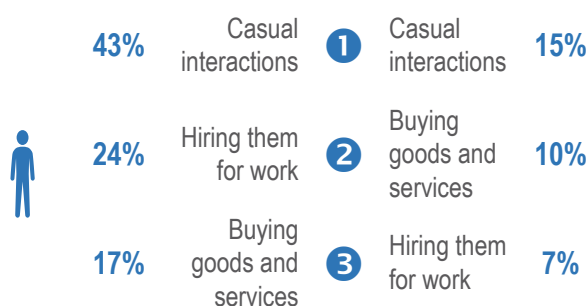 43%
Casual
interactions
1
Casual
interactions
15%
24%
Hiring them
for work
2
Buying
goods and
services
10%
17%
Buying
goods and
services
3
Hiring them
for work
7%